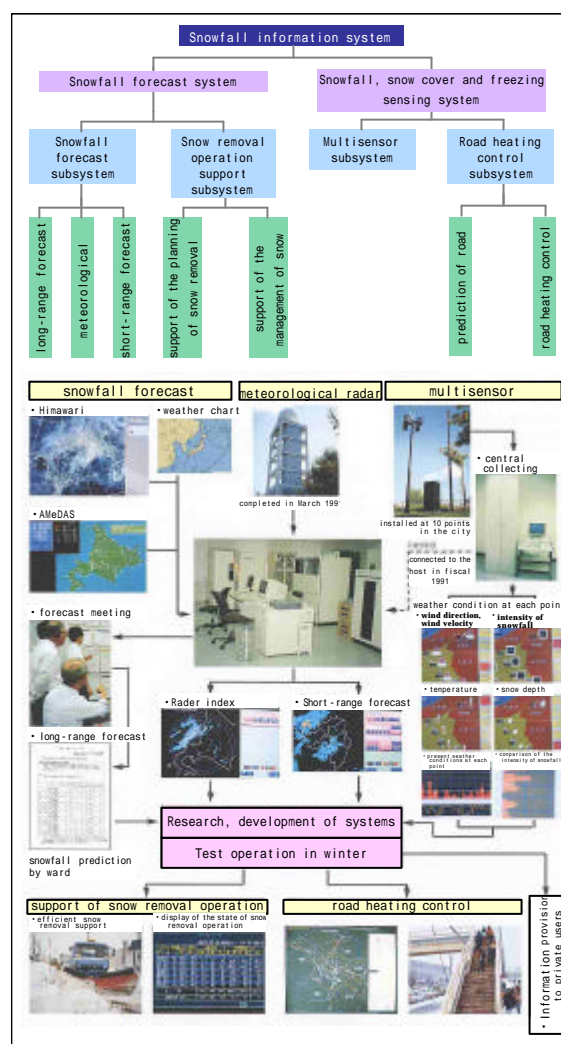 Snowfall information system
Snowfall forecast system
Snowfall, snow cover and freezing
sensing system
Snowfall
forecast
subsystem
Snow removal
operation
support
subsystem
Multisensor
subsystem
Road heating
control
subsystem
long-range forecast
meteorological
short-range forecast
support of the planning
of snow removal
support of the
management of snow
prediction of road
road heating control
snowfall forecast
meteorological radar
multisensor
・Himawari
・weather chart
completed in March 1991
installed at 10 points
in the city
・central
collecting
・AMeDAS
connected to the
host in fiscal
1991
weather condition at each point
・wind direction,
wind velocity
・intensity of
snowfall
・forecast meeting
・tenperature
・snow depth
・Rader index
・Short-range forecast
・long-range forecast
・present weather
conditions at each
point
・comparison of the
intensity of snowfall
snowfall prediction
by ward
Research, development of systems
Test operation in winter
support of snow removal operation
road heating control
・efficient snow
removal support
・display of the state of snow
removal operation
・Information provision
to private users